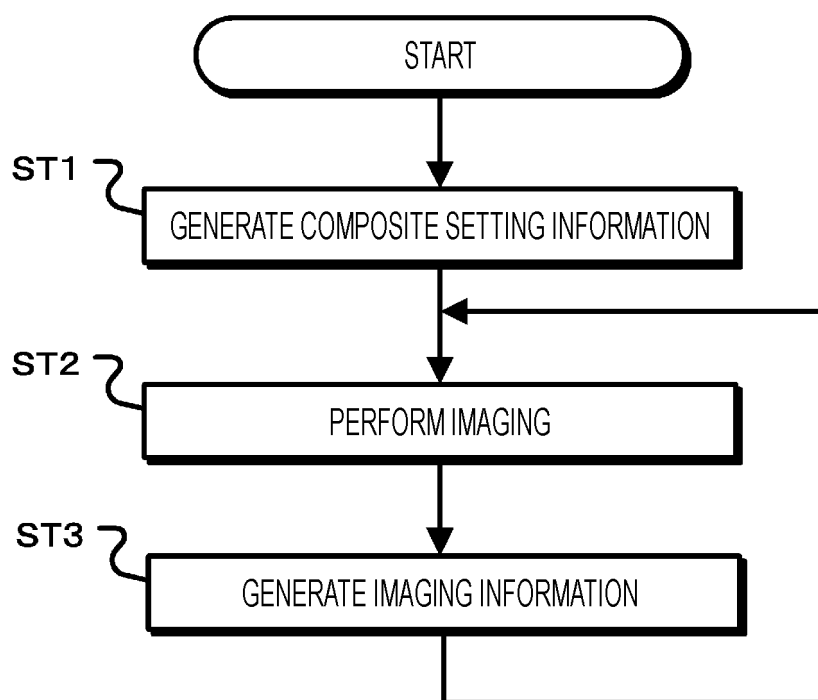 START
ST1
GENERATE COMPOSITE SETTING INFORMATION
ST2
PERFORM IMAGING
ST3
GENERATE IMAGING INFORMATION